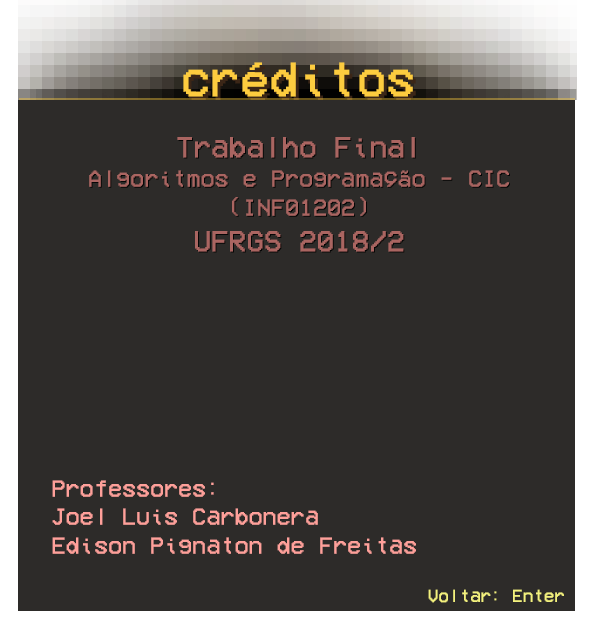 créditos
Trabalho Final
Algoritmos e Programação - CIC
(INF01202)
UFRGS 2018/2
Professores:
Joel Luis Carbonera
Edison Pignaton de Freitas
Voltar: Enter